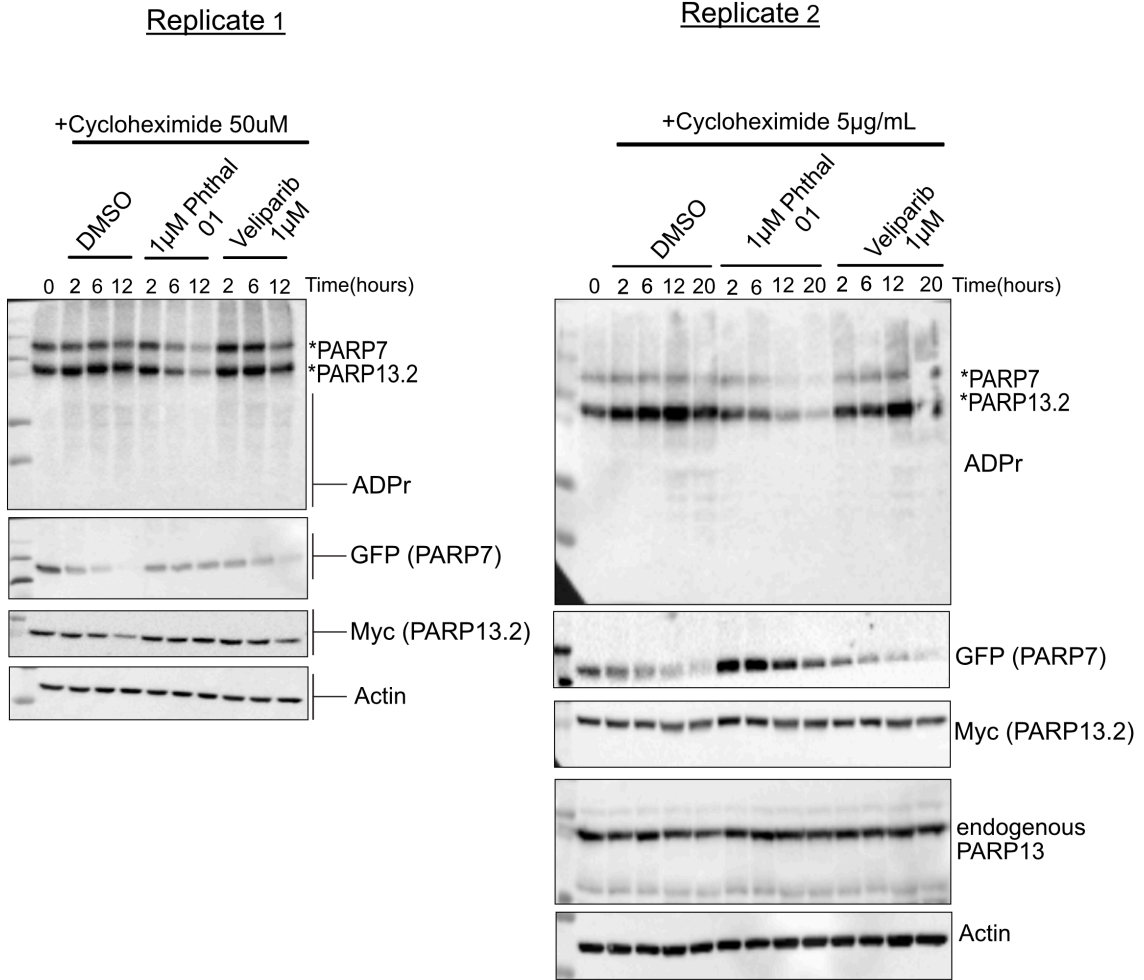 Replicate 1
+Cycloheximide 50uM
DMSO
1µM Phthal
01
Veliparib
1µM
0 2 6 12 2 6 12 2 6 12 Time(hours)
*PARP7
*PARP13.2
ADPr
GFP (PARP7)
Myc (PARP13.2)
Actin
Replicate 2
+Cycloheximide 5µg/mL
DMSO
1µM Phthal
01
Veliparib
1µM
0 2 6 12 20 2 6 12 20 2 6 12 20 Time(hours)
*PARP7
*PARP13.2
ADPr
GFP (PARP7)
Myc (PARP13.2)
endogenous
PARP13
Actin